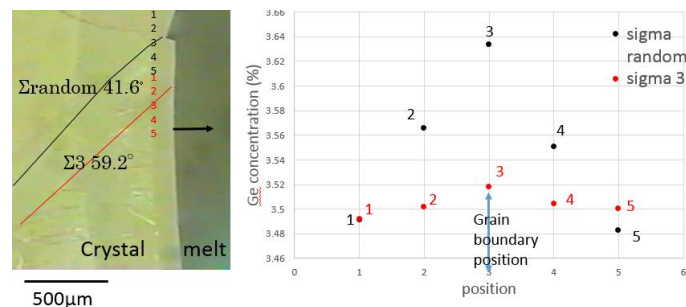 1
2
3
4
5
1
2
3
4
5
Σrandom 41.6°
Σ3 59.2°
Crystal melt
500μm
Ge concentration (%)
3.66
3.64
3.62
3.6
3.58
3.56
3.54
3.52
3.5
3.48
3.46
0 1 2 3 4 5 6
position
1
2
3
4
5
1
2
3
4
5
Grain
boundary
position
sigma
random
sigma 3